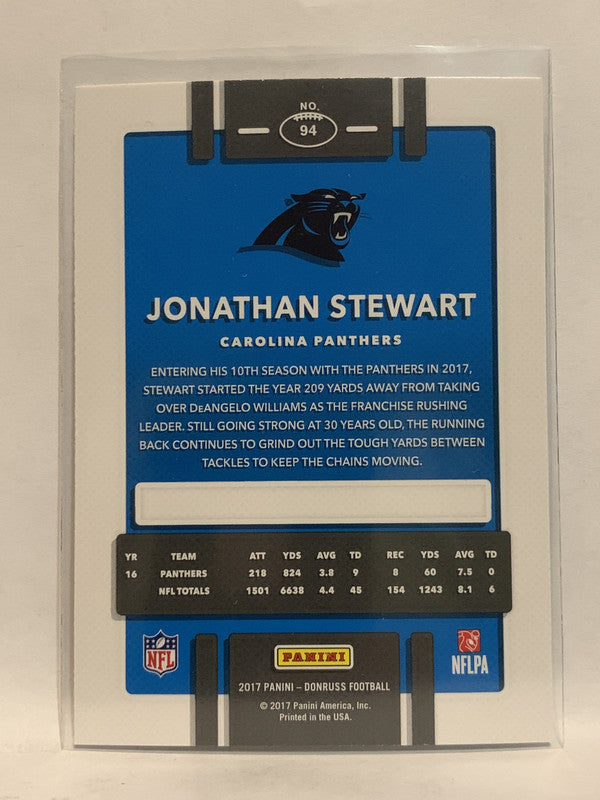 NO.
94
JONATHAN STEWART
CAROLINA PANTHERS
ENTERING HIS 10TH SEASON WITH THE PANTHERS IN 2017,
STEWART STARTED THE YEAR 209 YARDS AWAY FROM TAKING
OVER DeANGELO WILLIAMS AS THE FRANCHISE RUSHING
LEADER. STILL GOING STRONG AT 30 YEARS OLD, THE RUNNING
BACK CONTINUES TO GRIND OUT THE TOUGH YARDS BETWEEN
TACKLES TO KEEP THE CHAINS MOVING.
YR TEAM ATT YDS AVG TD REC YDS AVG TD
16 PANTHERS 218 824 3.8 9 8 60 7.5 0
NFL TOTALS 1501 6638 4.4 45 154 1243 8.1 6
NFL
PANINI
NFLPA
2017 PANINI – DONRUSS FOOTBALL
© 2017 Panini America, Inc.
Printed in the USA.